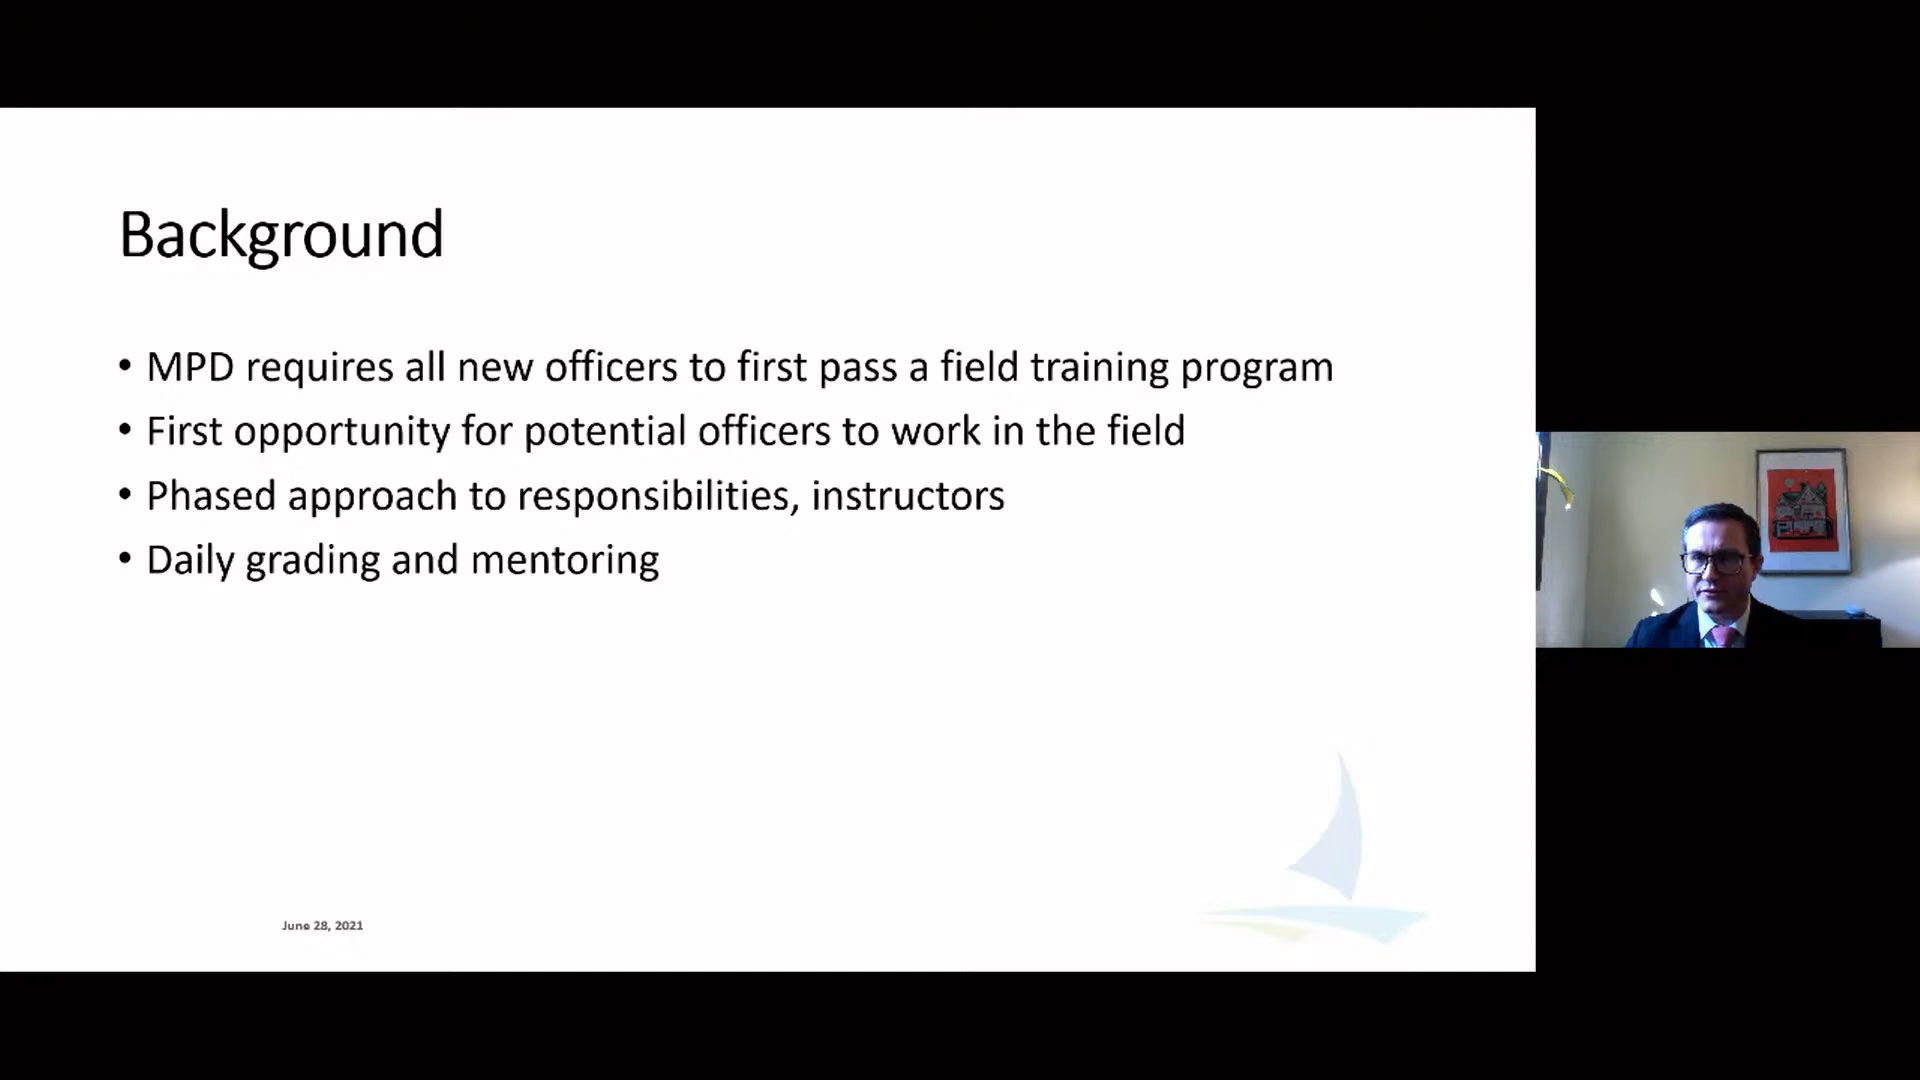 Background
• MPD requires all new officers to first pass a field training program
• First opportunity for potential officers to work in the field
• Phased approach to responsibilities, instructors
• Daily grading and mentoring
June 28, 2021